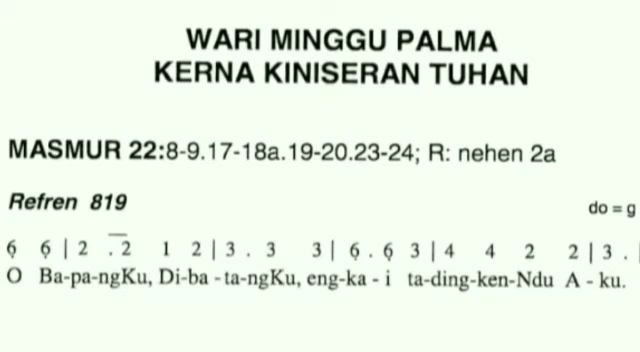 WARI MINGGU PALMA
KERNA KINISERAN TUHAN
MASMUR 22:8-9.17-18a.19-20.23-24; R: nehen 2a
Refren 819
do = g
6̣ 6̣ | 2 .̅2̅ 1 2 | 3 . 3 3 | 6̣ . 6̣ 3 | 4 4 2 2 | 3 . |
O Ba-pa-ngKu, Di-ba-ta-ngKu, eng-ka-i ta-ding-ken-Ndu A-ku.